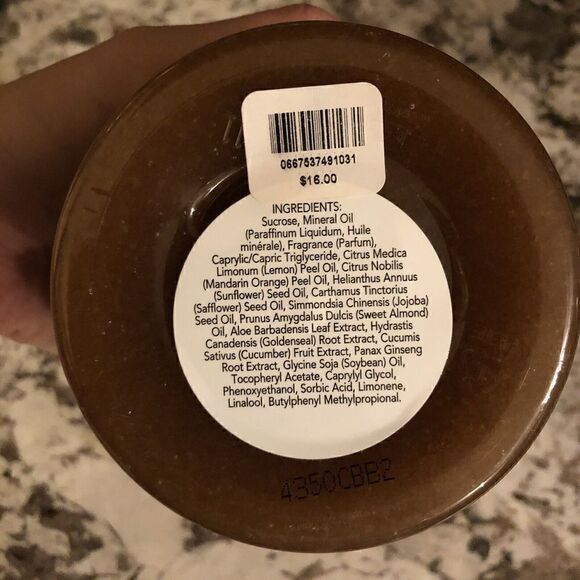 0667537491031
$16.00
INGREDIENTS:
Sucrose, Mineral Oil
(Paraffinum Liquidum, Huile
minérale), Fragrance (Parfum),
Caprylic/Capric Triglyceride, Citrus Medica
Limonum (Lemon) Peel Oil, Citrus Nobilis
(Mandarin Orange) Peel Oil, Helianthus Annuus
(Sunflower) Seed Oil, Carthamus Tinctorius
(Safflower) Seed Oil, Simmondsia Chinensis (Jojoba)
Seed Oil, Prunus Amygdalus Dulcis (Sweet Almond)
Oil, Aloe Barbadensis Leaf Extract, Hydrastis
Canadensis (Goldenseal) Root Extract, Cucumis
Sativus (Cucumber) Fruit Extract, Panax Ginseng
Root Extract, Glycine Soja (Soybean) Oil,
Tocopheryl Acetate, Caprylyl Glycol,
Phenoxyethanol, Sorbic Acid, Limonene,
Linalool, Butylphenyl Methylpropional.
4350CBB2